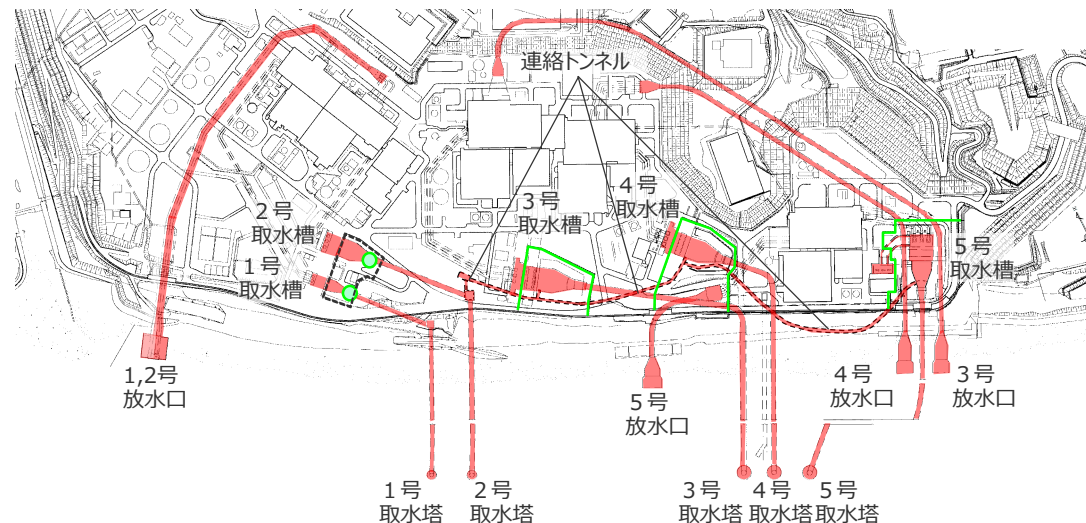 連絡トンネル
2号
取水槽
1号
取水槽
3号
取水槽
4号
取水槽
5号
取水槽
1,2号
放水口
5号
放水口
4号
放水口
3号
放水口
1号
取水塔
2号
取水塔
3号
取水塔
4号
取水塔
5号
取水塔